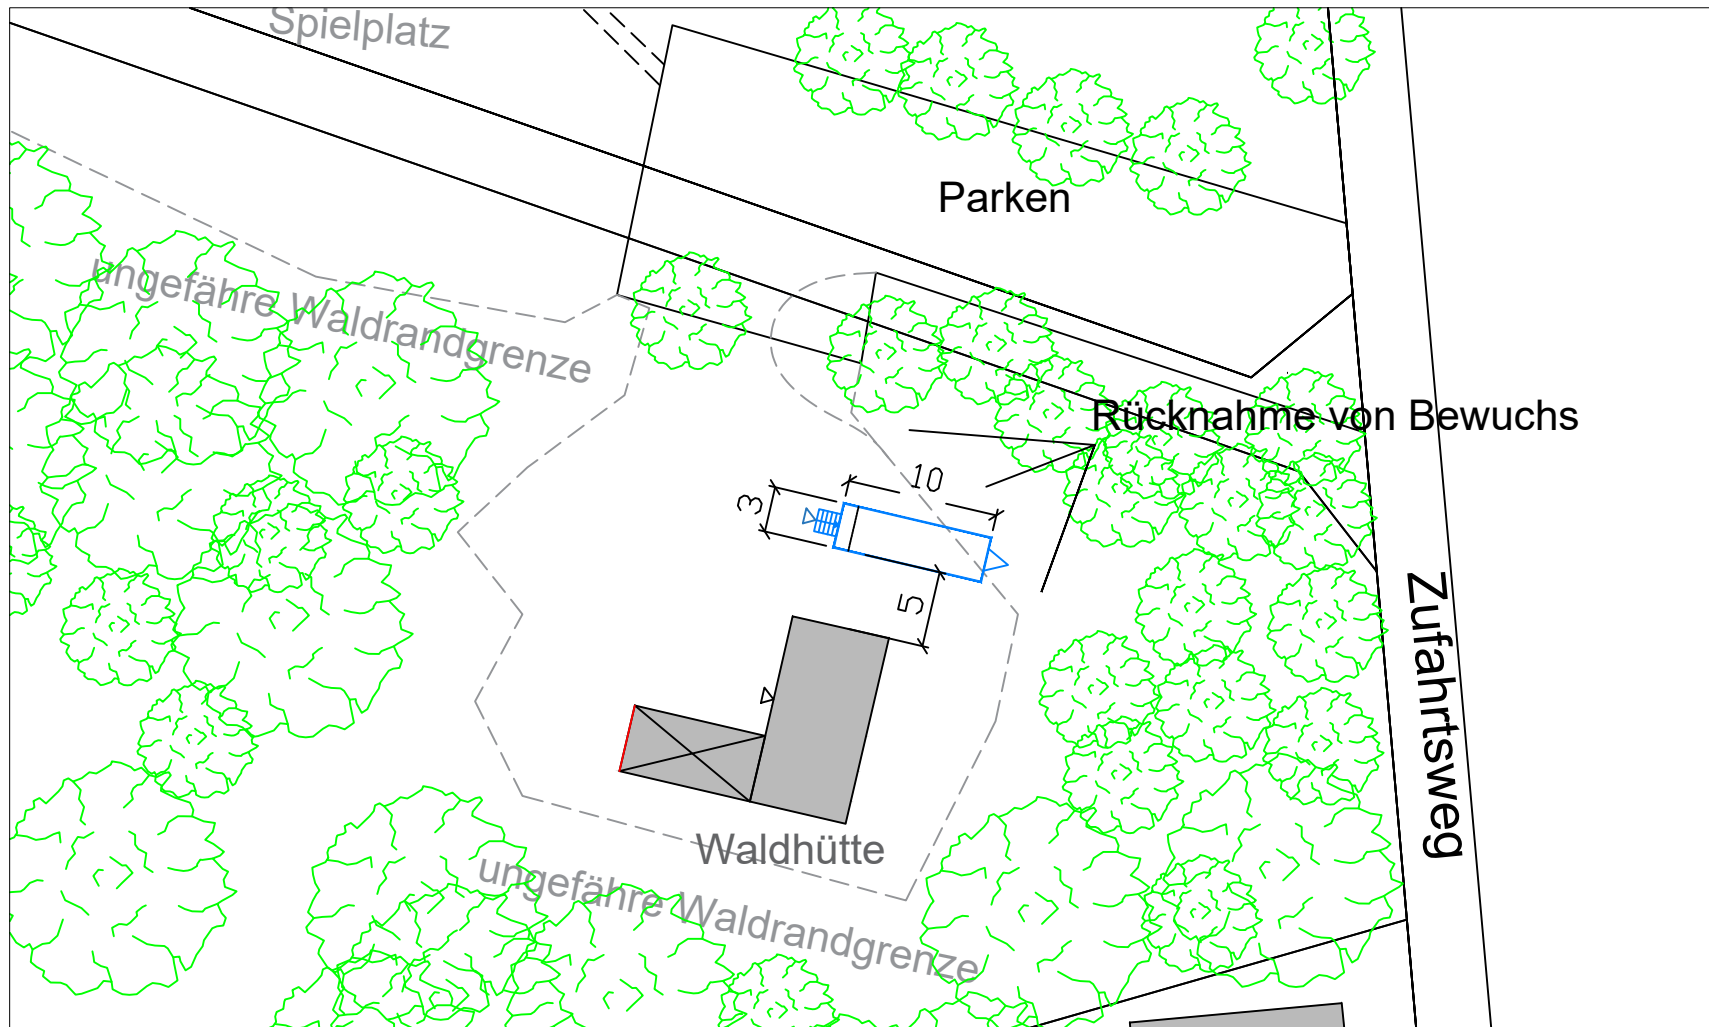 Spielplatz
Parken
ungefähre Waldrandgrenze
Rücknahme von Bewuchs
10
3
5
Zufahrtsweg
Waldhütte
ungefähre Waldrandgrenze